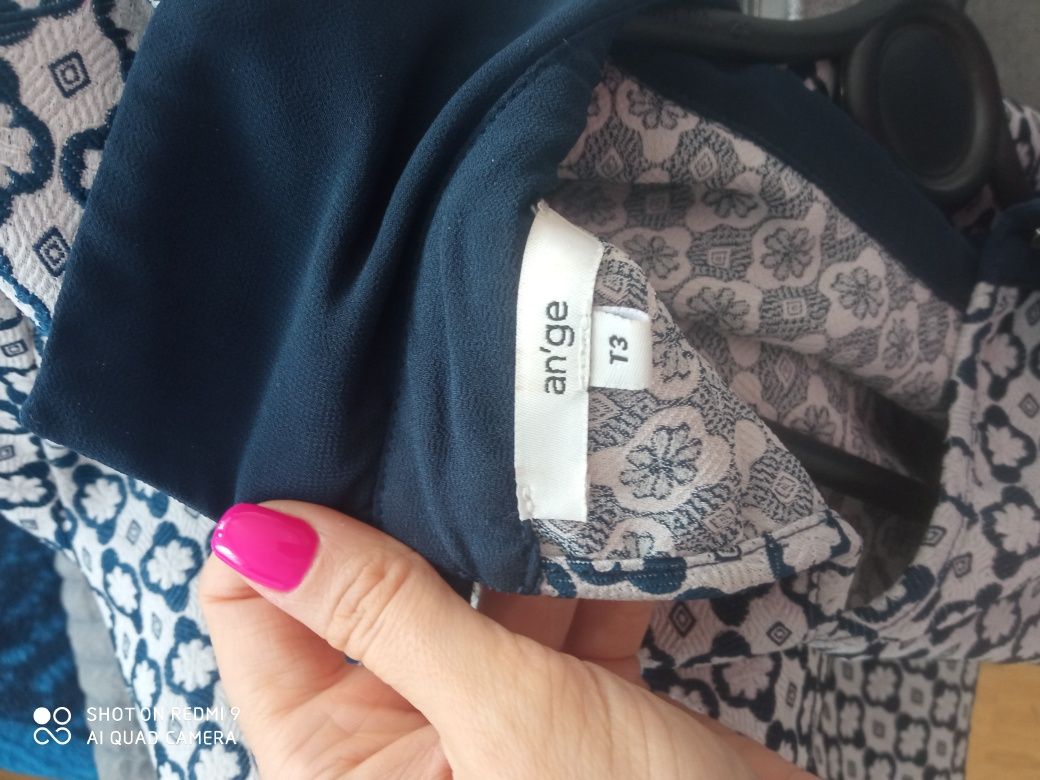 an'ge
T3
SHOT ON REDMI 9
AI QUAD CAMERA